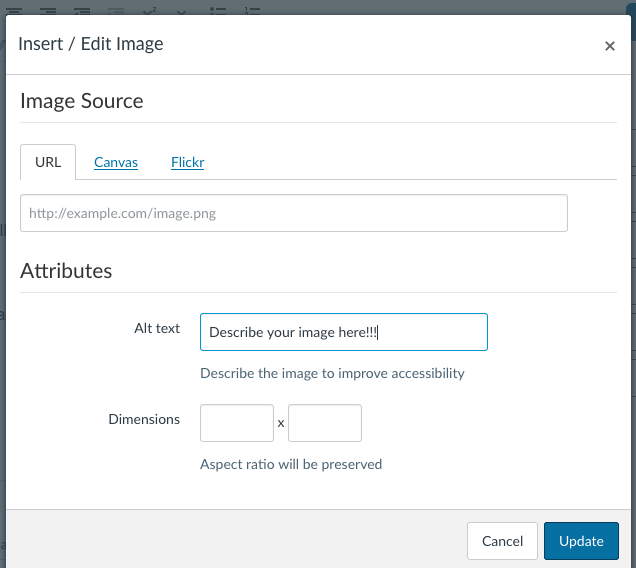 Insert / Edit Image ×
Image Source
URL Canvas Flickr
http://example.com/image.png
Attributes
Alt text Describe your image here!!!
Describe the image to improve accessibility
Dimensions x
Aspect ratio will be preserved
Cancel Update